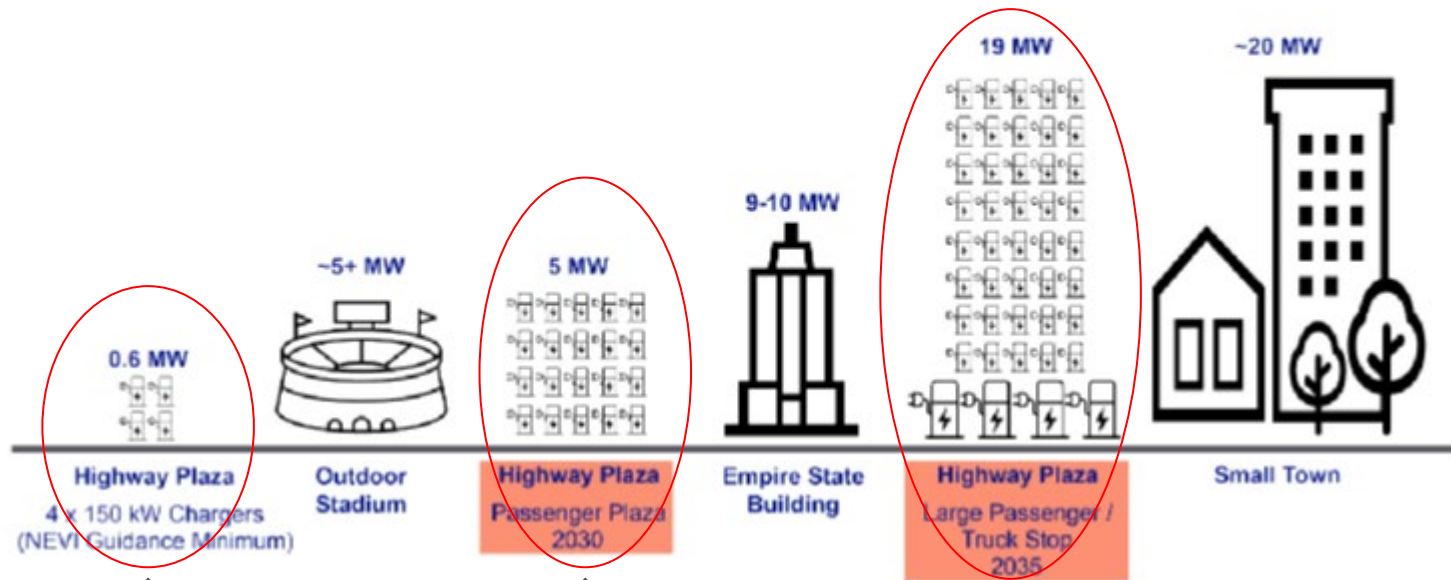 0.6 MW
Highway Plaza
4 x 150 kW Chargers
(NEVI Guidance Minimum)
~5+ MW
Outdoor
Stadium
5 MW
Highway Plaza
Passenger Plaza
2030
9-10 MW
Empire State
Building
19 MW
Highway Plaza
Large Passenger /
Truck Stop
2035
~20 MW
Small Town